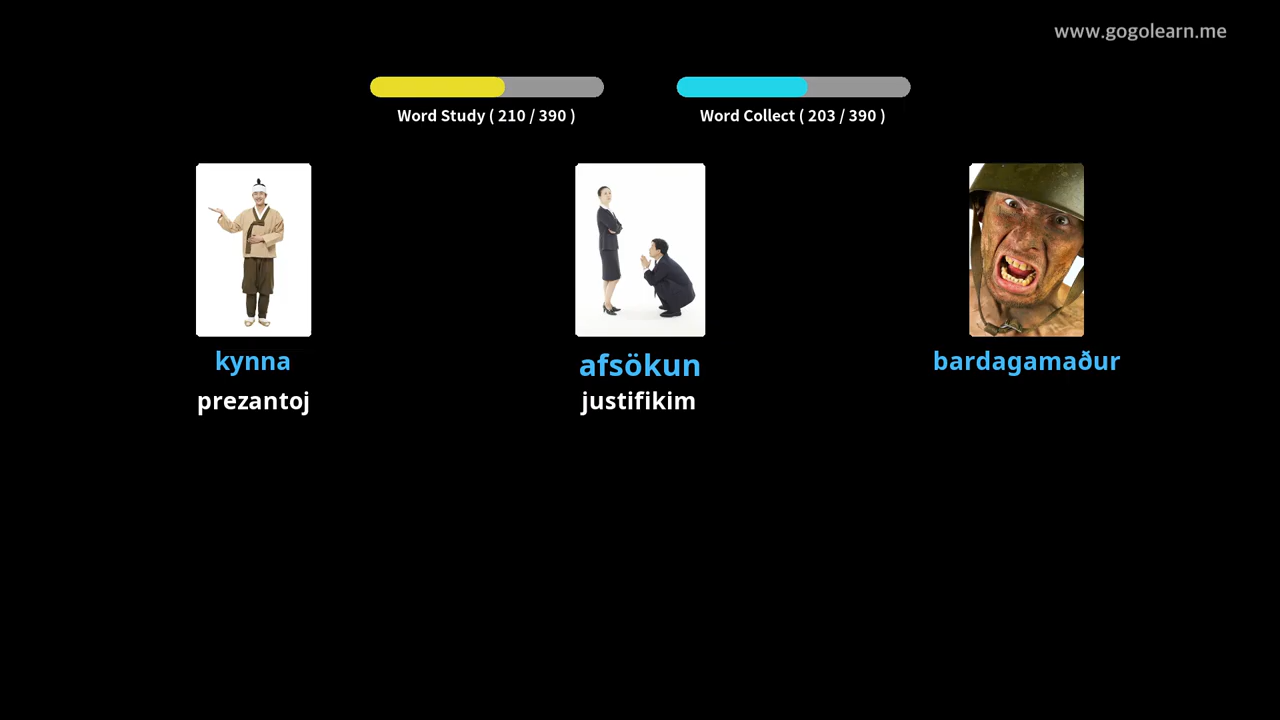 www.gogolearn.me
Word Study ( 210 / 390 )
Word Collect ( 203 / 390 )
kynna
afsökun
bardagamaður
prezantoj
justifikim